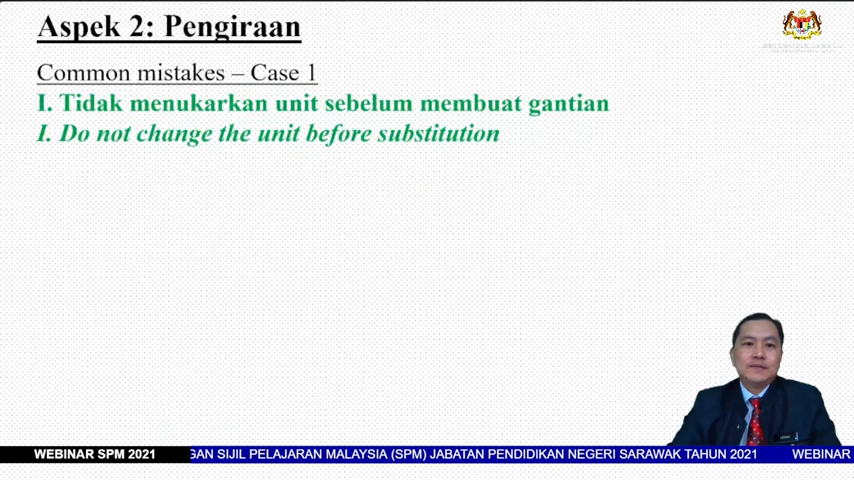 Aspek 2: Pengiraan
Common mistakes – Case 1
I. Tidak menukarkan unit sebelum membuat gantian
I. Do not change the unit before substitution
WEBINAR SPM 2021 GAN SIJIL PELAJARAN MALAYSIA (SPM) JABATAN PENDIDIKAN NEGERI SARAWAK TAHUN 2021 WEBINAR